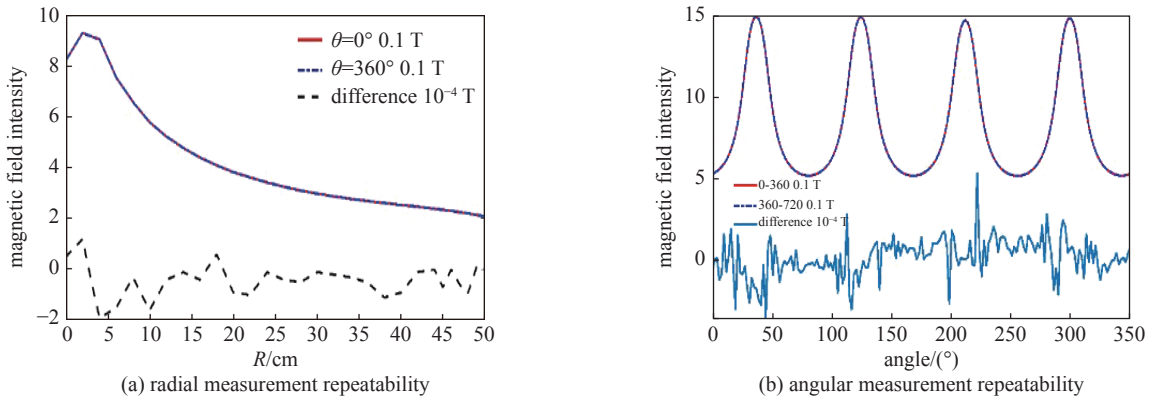 10
8
6
4
2
0
−2
magnetic field intensity
θ=0° 0.1 T
θ=360° 0.1 T
difference 10⁻⁴ T
0 5 10 15 20 25 30 35 40 45 50
R/cm
(a) radial measurement repeatability
15
10
5
0
magnetic field intensity
0-360 0.1 T
360-720 0.1 T
difference 10⁻⁴ T
0 50 100 150 200 250 300 350
angle/(°)
(b) angular measurement repeatability